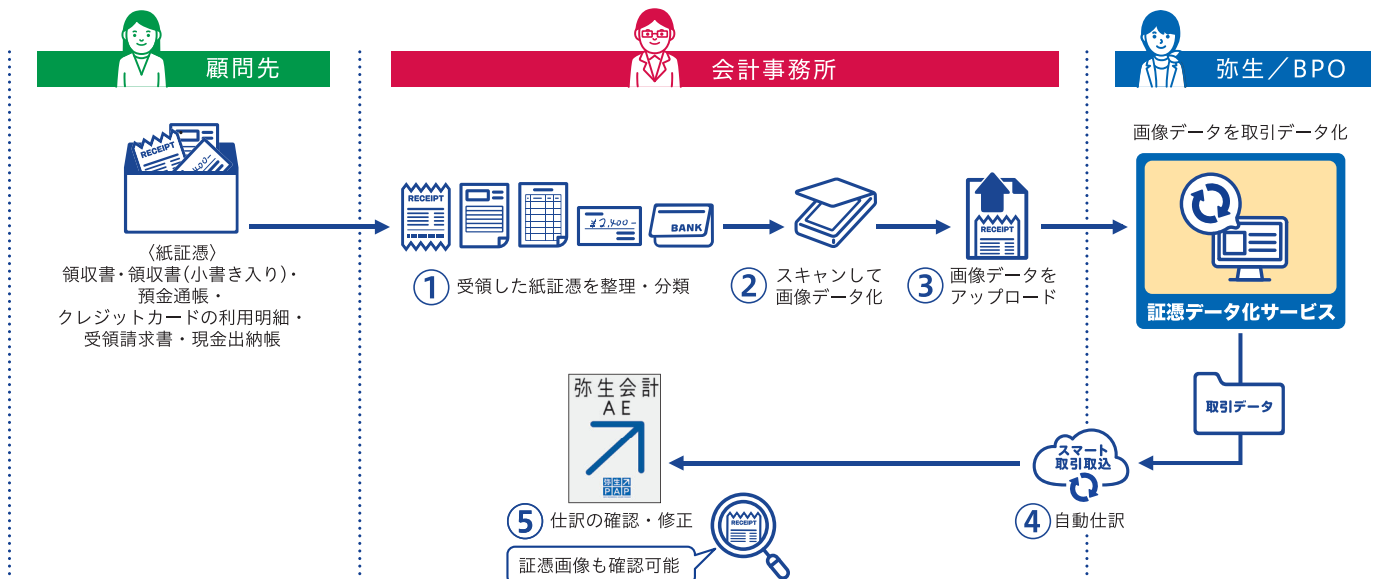 顧問先
会計事務所
弥生／BPO
RECEIPT
,400-
〈紙証憑〉
領収書・領収書(小書き入り)・
預金通帳・
クレジットカードの利用明細・
受領請求書・現金出納帳
RECEIPT
¥2,400-
BANK
① 受領した紙証憑を整理・分類
② スキャンして
画像データ化
RECEIPT
③ 画像データを
アップロード
画像データを取引データ化
証憑データ化サービス
取引データ
スマート
取引取込
④ 自動仕訳
弥生会計
AE
弥生
PAP
⑤ 仕訳の確認・修正
RECEIPT
証憑画像も確認可能